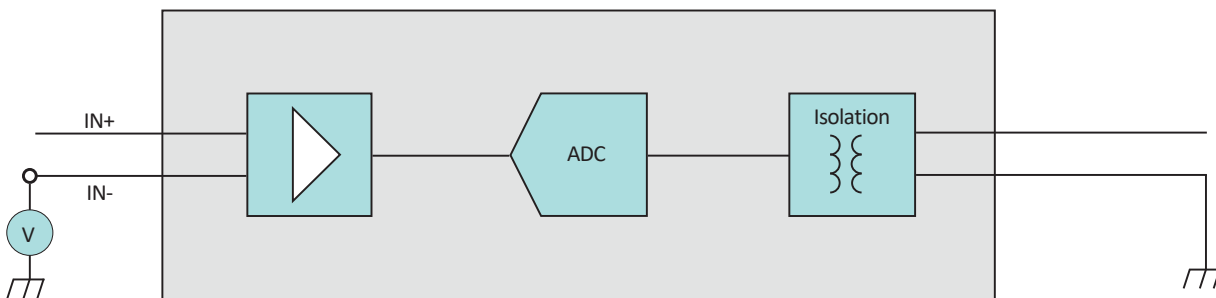 IN+
IN-
V
ADC
Isolation